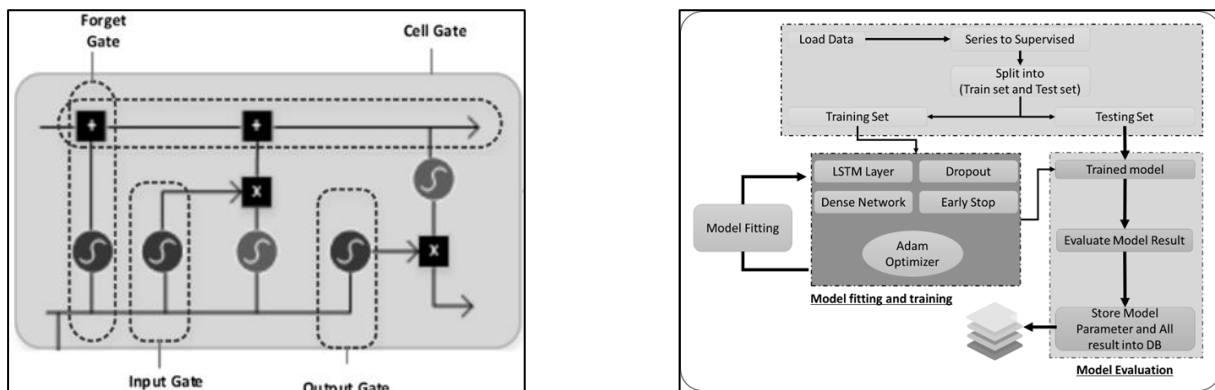 Forget
Gate
Cell Gate
+
+
x
x
Input Gate
Output Gate
Load Data
Series to Supervised
Split into
(Train set and Test set)
Training Set
Testing Set
LSTM Layer
Dropout
Dense Network
Early Stop
Adam
Optimizer
Model Fitting
Model fitting and training
Trained model
Evaluate Model Result
Store Model
Parameter and All
result into DB
Model Evaluation